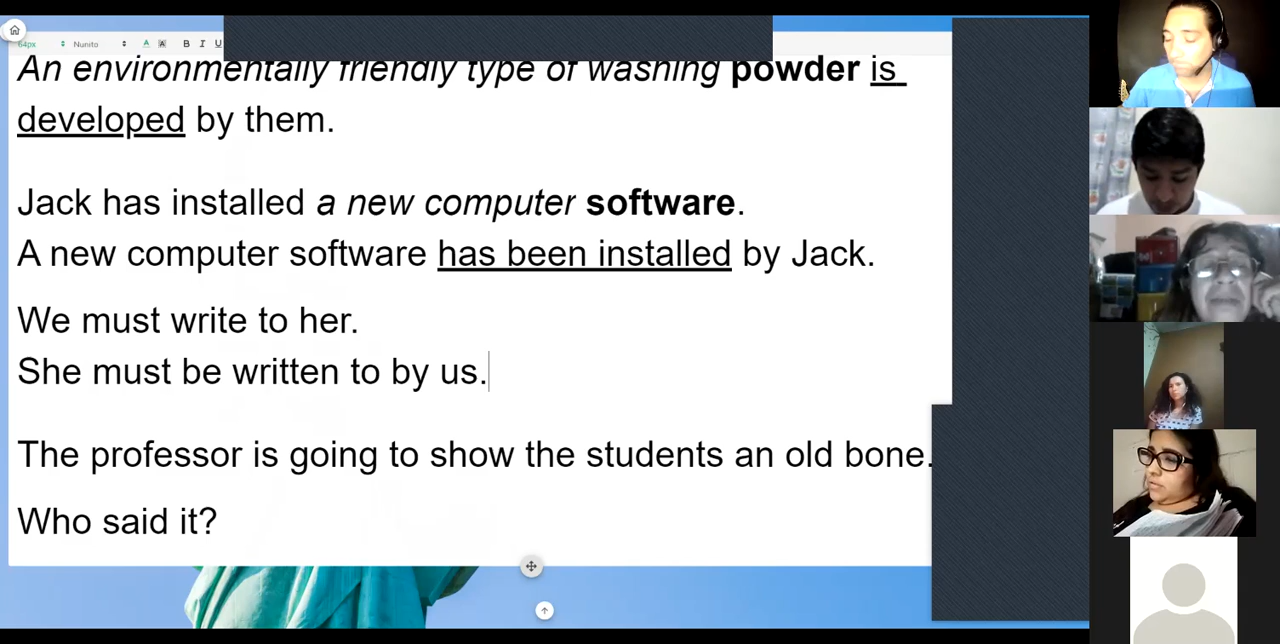 64px Nunito A A B I U
An environmentally friendly type of washing powder is
developed by them.
Jack has installed a new computer software.
A new computer software has been installed by Jack.
We must write to her.
She must be written to by us.
The professor is going to show the students an old bone.
Who said it?